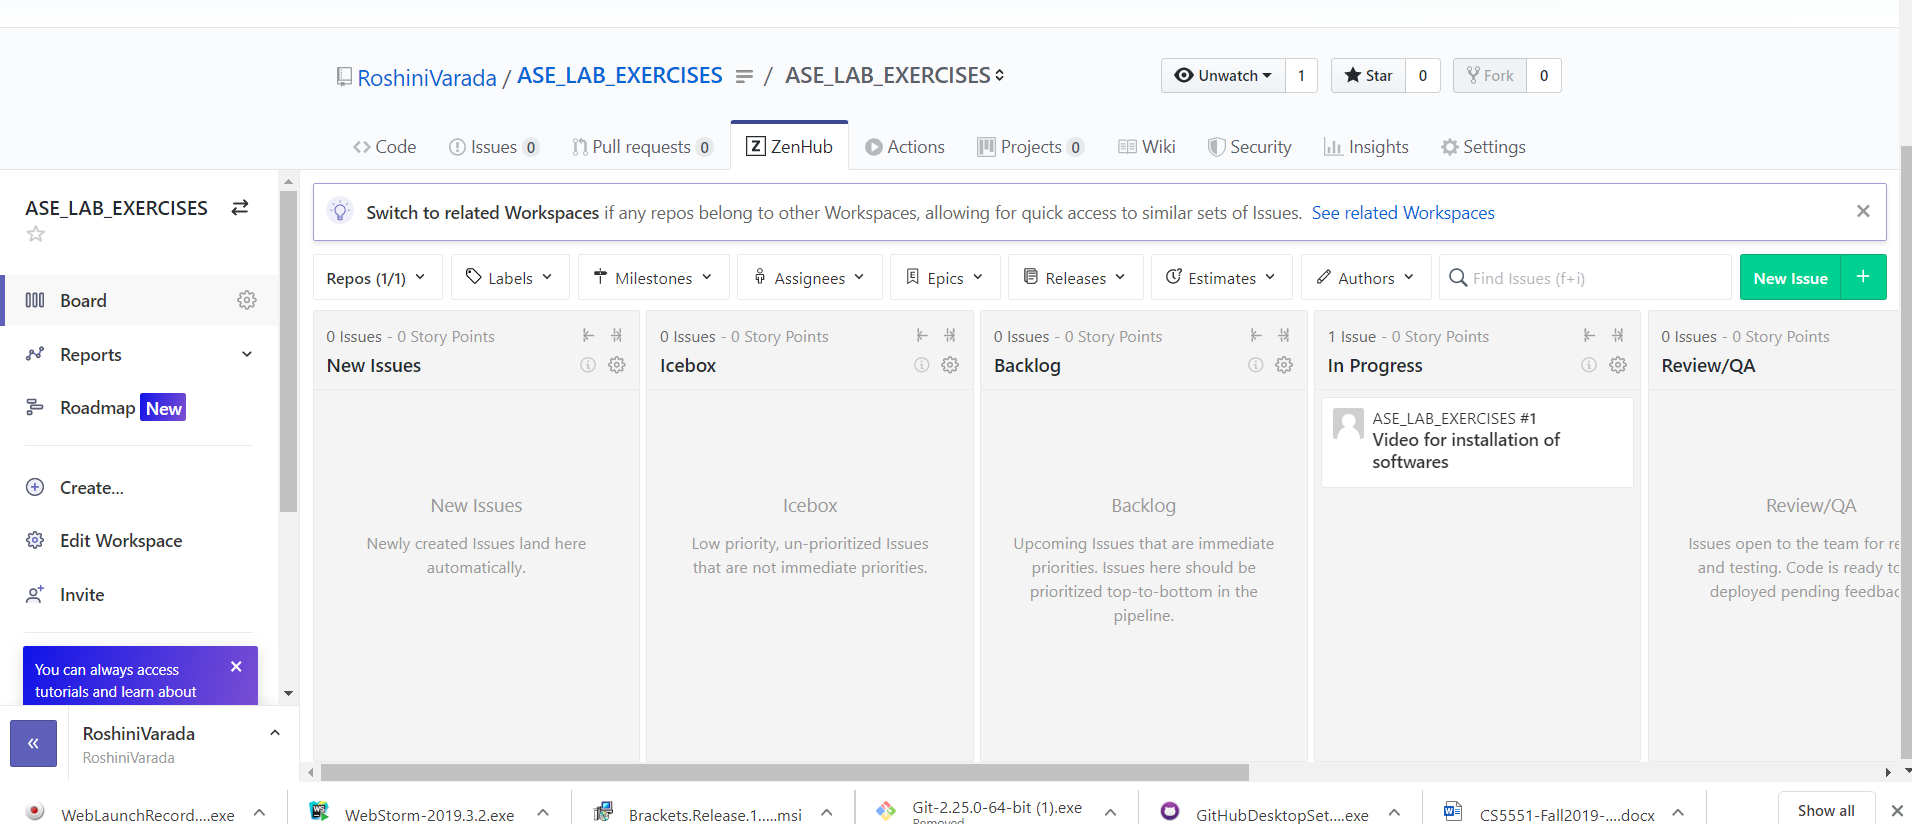 RoshiniVarada / ASE_LAB_EXERCISES / ASE_LAB_EXERCISES
Unwatch 1 Star 0 Fork 0
Code Issues 0 Pull requests 0 Z ZenHub Actions Projects 0 Wiki Security Insights Settings
ASE_LAB_EXERCISES
Board
Reports
Roadmap New
Create...
Edit Workspace
Invite
You can always access
tutorials and learn about
RoshiniVarada
RoshiniVarada
Switch to related Workspaces if any repos belong to other Workspaces, allowing for quick access to similar sets of Issues. See related Workspaces
Repos (1/1) Labels Milestones Assignees Epics Releases Estimates Authors Find Issues (f+i) New Issue +
0 Issues - 0 Story Points
New Issues
New Issues
Newly created Issues land here
automatically.
0 Issues - 0 Story Points
Icebox
Icebox
Low priority, un-prioritized Issues
that are not immediate priorities.
0 Issues - 0 Story Points
Backlog
Backlog
Upcoming Issues that are immediate
priorities. Issues here should be
prioritized top-to-bottom in the
pipeline.
1 Issue - 0 Story Points
In Progress
ASE_LAB_EXERCISES #1
Video for installation of
softwares
0 Issues - 0 Story Points
Review/QA
Review/QA
Issues open to the team for re
and testing. Code is ready to
deployed pending feedbac
WebLaunchRecord....exe
WS WebStorm-2019.3.2.exe
Brackets.Release.1.....msi
Git-2.25.0-64-bit (1).exe
Removed
GitHubDesktopSet....exe
CS5551-Fall2019-....docx
Show all